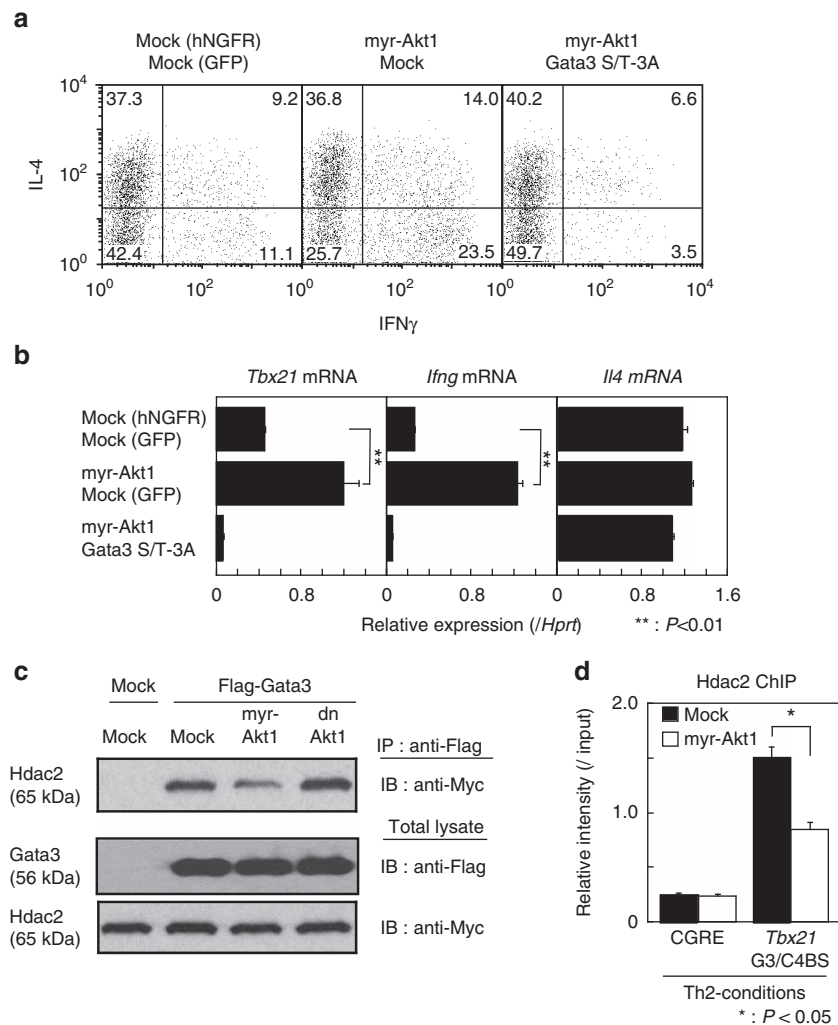 a
Mock (hNGFR) myr-Akt1 myr-Akt1
Mock (GFP) Mock Gata3 S/T-3A
10⁴ 37.3 9.2 36.8 14.0 40.2 6.6
IL-4
10²
10⁰ 42.4 11.1 25.7 23.5 49.7 3.5
10⁰ 10² 10⁰ 10² 10⁰ 10² 10⁴
IFNγ
b
Tbx21 mRNA Ifng mRNA Il4 mRNA
Mock (hNGFR)
Mock (GFP)
** **
myr-Akt1
Mock (GFP)
myr-Akt1
Gata3 S/T-3A
0 0.8 0 0.8 0 0.8 1.6
Relative expression (/Hprt) ** : P<0.01
c
Mock Flag-Gata3
Mock Mock myr-Akt1 dn Akt1
IP : anti-Flag
Hdac2
(65 kDa)
IB : anti-Myc
Total lysate
Gata3
(56 kDa)
IB : anti-Flag
Hdac2
(65 kDa)
IB : anti-Myc
d
Hdac2 ChIP
Relative intensity (/ input)
2.0
1.0
0
Mock
myr-Akt1
*
CGRE Tbx21
G3/C4BS
Th2-conditions
* : P < 0.05